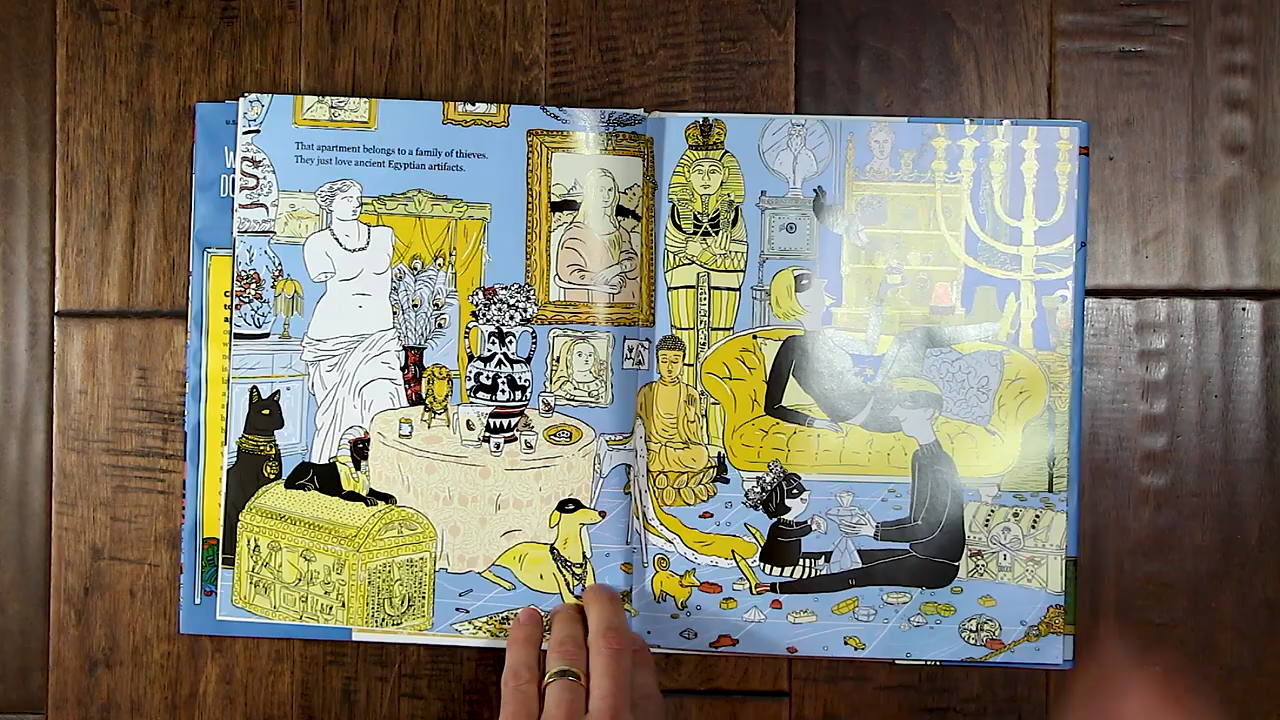 That apartment belongs to a family of thieves.
They just love ancient Egyptian artifacts.